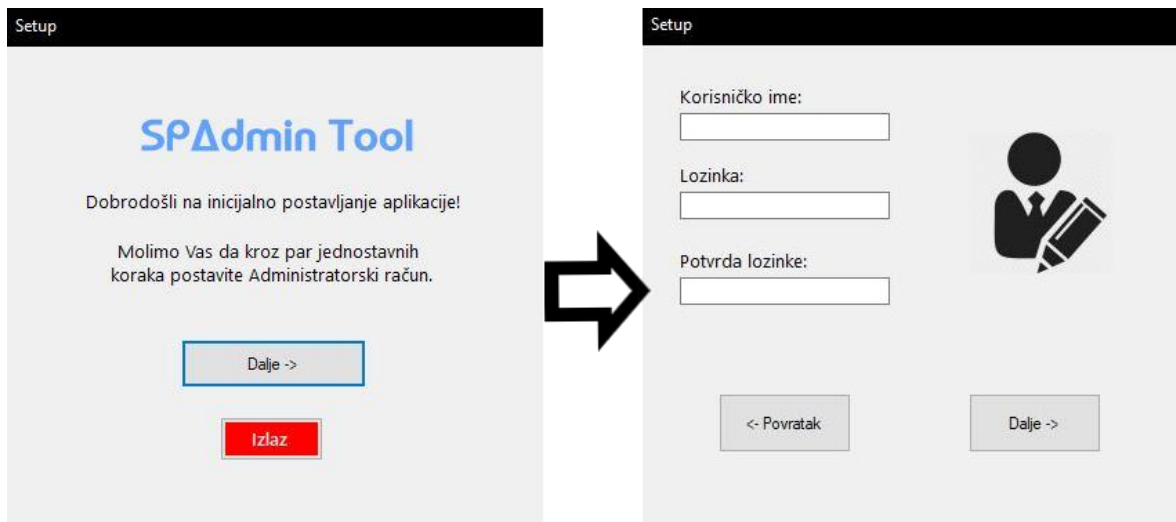 Setup
SPAdmin Tool
Dobrodošli na inicijalno postavljanje aplikacije!
Molimo Vas da kroz par jednostavnih
koraka postavite Administratorski račun.
Dalje ->
Izlaz
Setup
Korisničko ime:
Lozinka:
Potvrda lozinke:
<- Povratak
Dalje ->